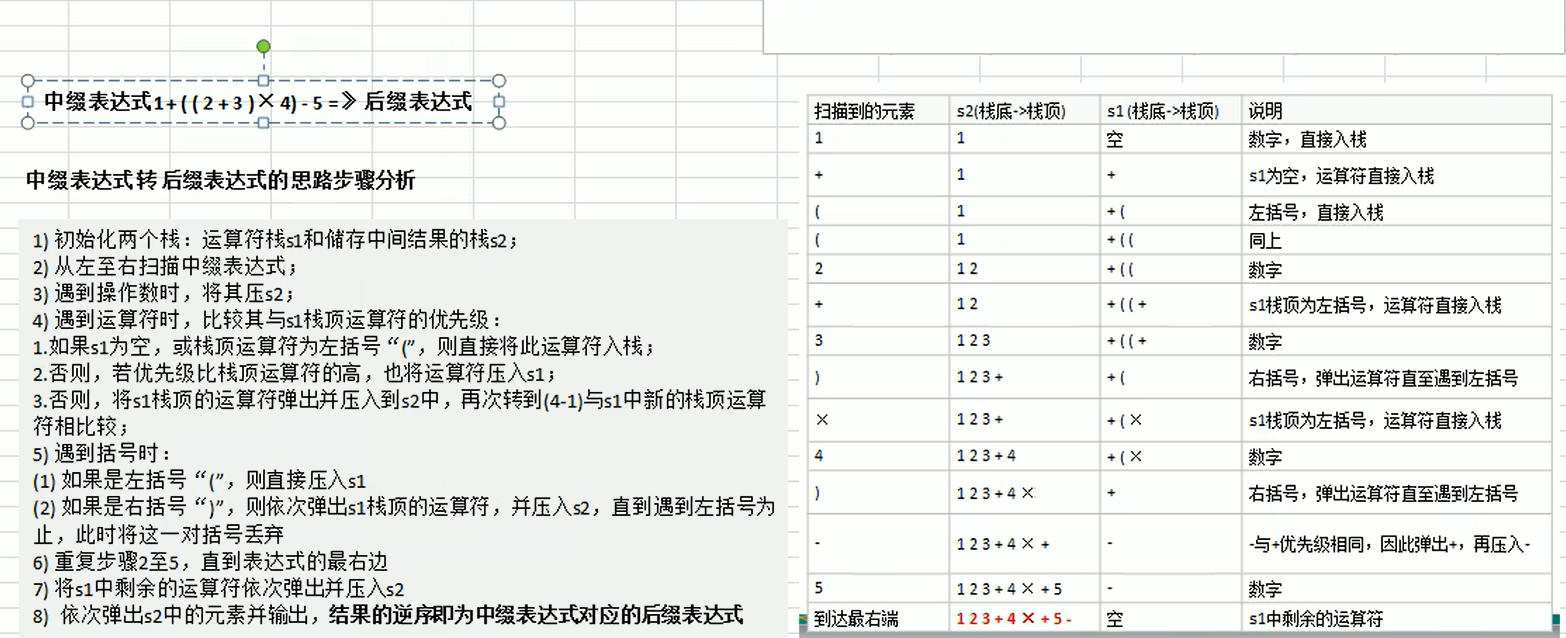 中缀表达式1+((2+3)×4)-5=》后缀表达式
中缀表达式转后缀表达式的思路步骤分析
1) 初始化两个栈：运算符栈s1和储存中间结果的栈s2；
2) 从左至右扫描中缀表达式；
3) 遇到操作数时，将其压s2；
4) 遇到运算符时，比较其与s1栈顶运算符的优先级：
1.如果s1为空，或栈顶运算符为左括号“(”，则直接将此运算符入栈；
2.否则，若优先级比栈顶运算符的高，也将运算符压入s1；
3.否则，将s1栈顶的运算符弹出并压入到s2中，再次转到(4-1)与s1中新的栈顶运算
符相比较；
5) 遇到括号时：
(1) 如果是左括号“(”，则直接压入s1
(2) 如果是右括号“)”，则依次弹出s1栈顶的运算符，并压入s2，直到遇到左括号为
止，此时将这一对括号丢弃
6) 重复步骤2至5，直到表达式的最右边
7) 将s1中剩余的运算符依次弹出并压入s2
8) 依次弹出s2中的元素并输出，结果的逆序即为中缀表达式对应的后缀表达式
扫描到的元素 s2(栈底->栈顶) s1 (栈底->栈顶) 说明
1 1 空 数字，直接入栈
+ 1 + s1为空，运算符直接入栈
( 1 + ( 左括号，直接入栈
( 1 + ( ( 同上
2 1 2 + ( ( 数字
+ 1 2 + ( ( + s1栈顶为左括号，运算符直接入栈
3 1 2 3 + ( ( + 数字
) 1 2 3 + + ( 右括号，弹出运算符直至遇到左括号
× 1 2 3 + + ( × s1栈顶为左括号，运算符直接入栈
4 1 2 3 + 4 + ( × 数字
) 1 2 3 + 4 × + 右括号，弹出运算符直至遇到左括号
- 1 2 3 + 4 × + - -与+优先级相同，因此弹出+，再压入-
5 1 2 3 + 4 × + 5 - 数字
到达最右端 1 2 3 + 4 × + 5 - 空 s1中剩余的运算符